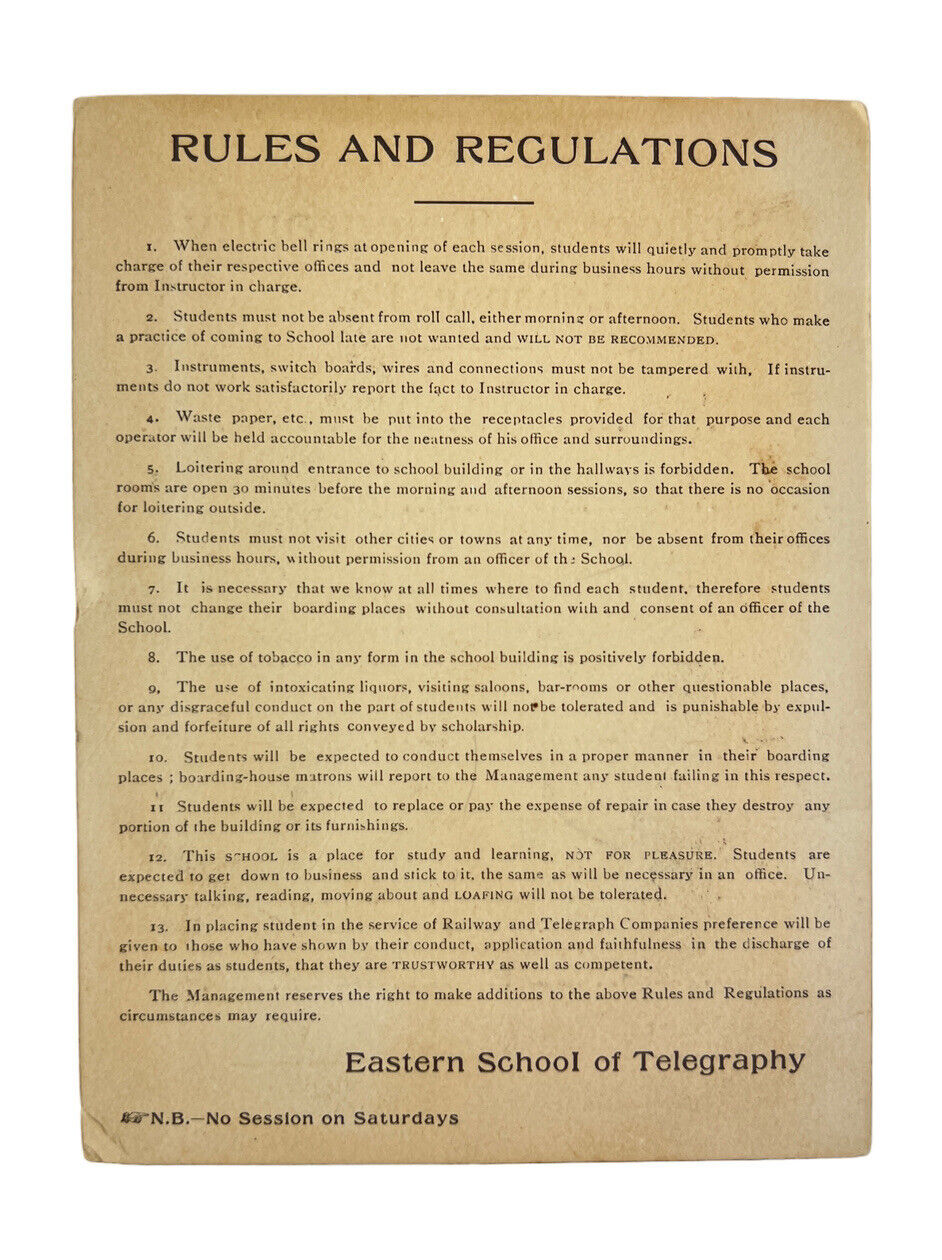 RULES AND REGULATIONS
1. When electric bell rings at opening of each session, students will quietly and promptly take
charge of their respective offices and not leave the same during business hours without permission
from Instructor in charge.
2. Students must not be absent from roll call, either morning or afternoon. Students who make
a practice of coming to School late are not wanted and WILL NOT BE RECOMMENDED.
3. Instruments, switch boards, wires and connections must not be tampered with, If instru-
ments do not work satisfactorily report the fact to Instructor in charge.
4. Waste paper, etc., must be put into the receptacles provided for that purpose and each
operator will be held accountable for the neatness of his office and surroundings.
5. Loitering around entrance to school building or in the hallways is forbidden. The school
rooms are open 30 minutes before the morning and afternoon sessions, so that there is no occasion
for loitering outside.
6. Students must not visit other cities or towns at any time, nor be absent from their offices
during business hours, without permission from an officer of the School.
7. It is necessary that we know at all times where to find each student, therefore students
must not change their boarding places without consultation with and consent of an officer of the
School.
8. The use of tobacco in any form in the school building is positively forbidden.
9, The use of intoxicating liquors, visiting saloons, bar-rooms or other questionable places,
or any disgraceful conduct on the part of students will not be tolerated and is punishable by expul-
sion and forfeiture of all rights conveyed by scholarship.
10. Students will be expected to conduct themselves in a proper manner in their boarding
places ; boarding-house matrons will report to the Management any student failing in this respect.
11 Students will be expected to replace or pay the expense of repair in case they destroy any
portion of the building or its furnishings.
12. This SCHOOL is a place for study and learning, NOT FOR PLEASURE. Students are
expected to get down to business and stick to it, the same as will be necessary in an office. Un-
necessary talking, reading, moving about and LOAFING will not be tolerated.
13. In placing student in the service of Railway and Telegraph Companies preference will be
given to those who have shown by their conduct, application and faithfulness in the discharge of
their duties as students, that they are TRUSTWORTHY as well as competent.
The Management reserves the right to make additions to the above Rules and Regulations as
circumstances may require.
Eastern School of Telegraphy
☞N.B.—No Session on Saturdays